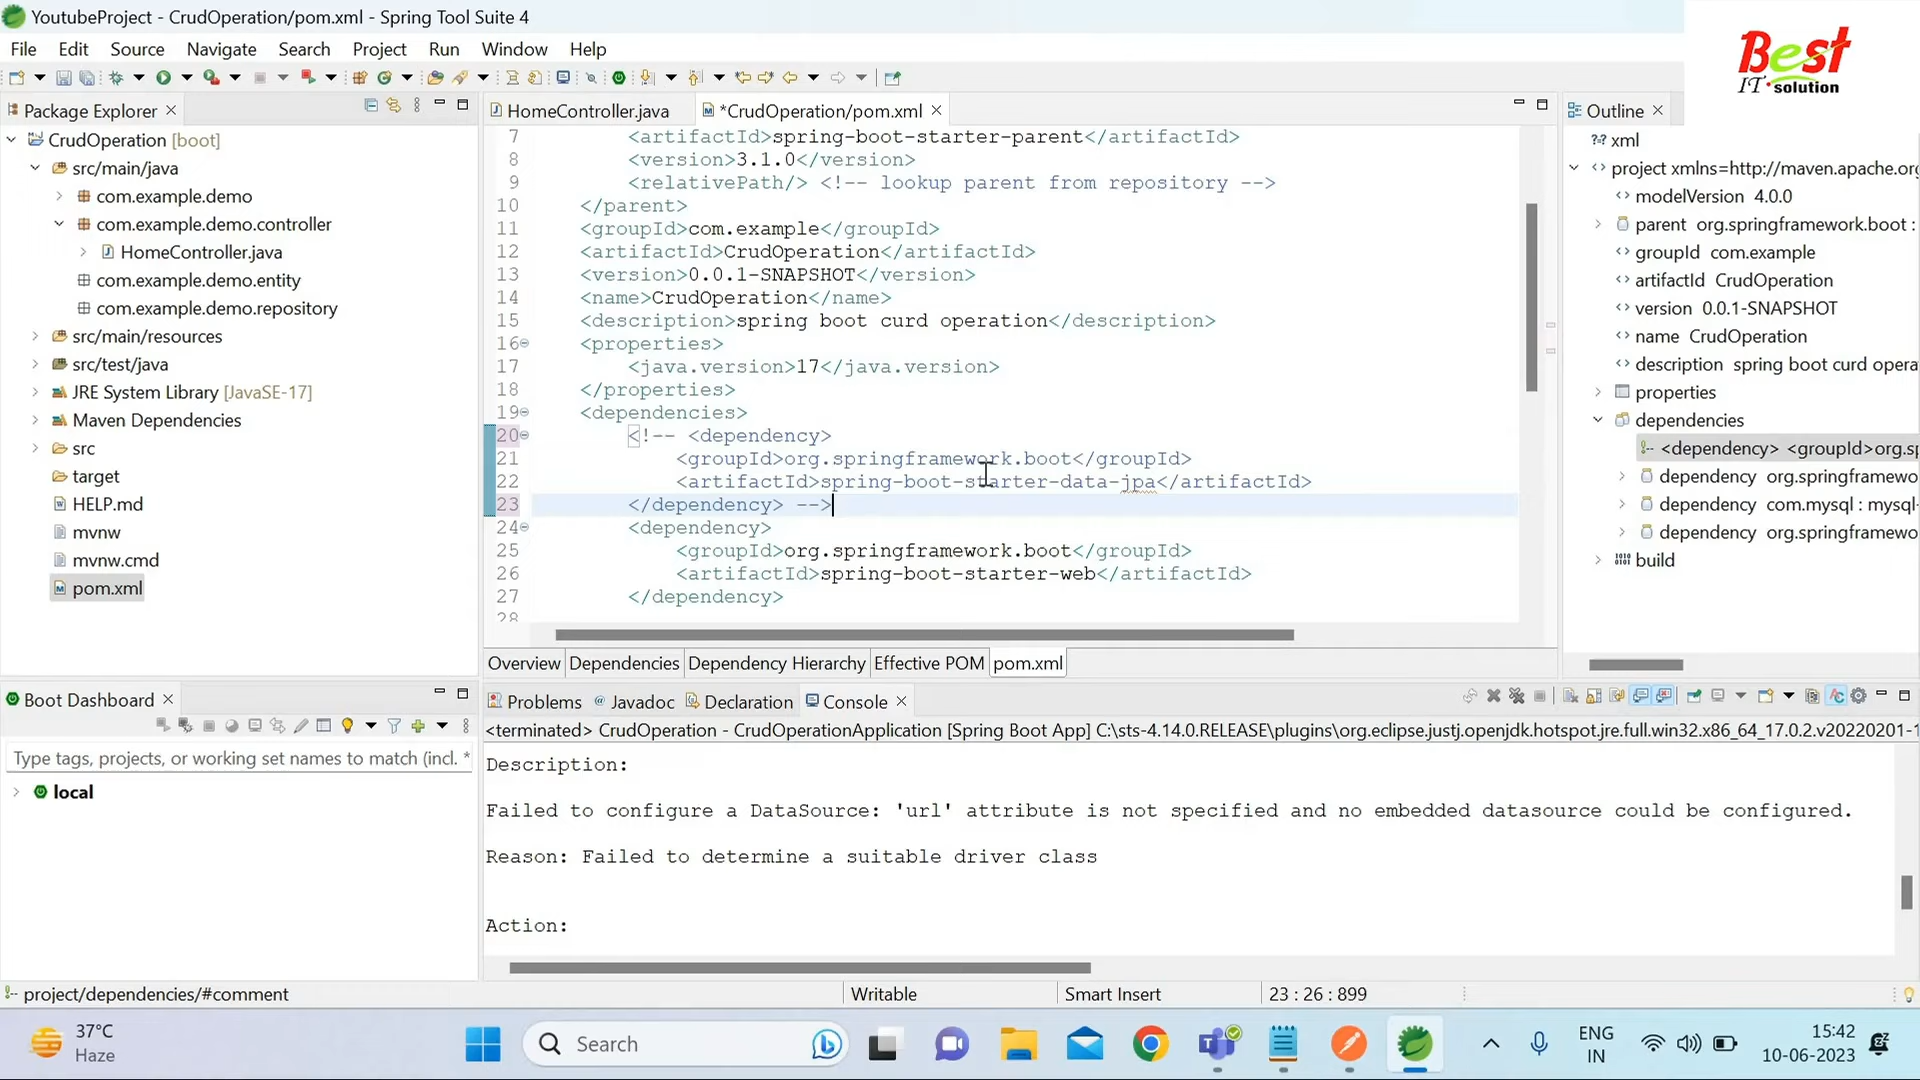 YoutubeProject - CrudOperation/pom.xml - Spring Tool Suite 4
Best
IT solution
File Edit Source Navigate Search Project Run Window Help
Package Explorer
HomeController.java
*CrudOperation/pom.xml
Outline
CrudOperation [boot]
src/main/java
com.example.demo
com.example.demo.controller
HomeController.java
com.example.demo.entity
com.example.demo.repository
src/main/resources
src/test/java
JRE System Library [JavaSE-17]
Maven Dependencies
src
target
HELP.md
mvnw
mvnw.cmd
pom.xml
7 <artifactId>spring-boot-starter-parent</artifactId>
8 <version>3.1.0</version>
9 <relativePath/> <!-- lookup parent from repository -->
10 </parent>
11 <groupId>com.example</groupId>
12 <artifactId>CrudOperation</artifactId>
13 <version>0.0.1-SNAPSHOT</version>
14 <name>CrudOperation</name>
15 <description>spring boot curd operation</description>
16 <properties>
17 <java.version>17</java.version>
18 </properties>
19 <dependencies>
20 <!-- <dependency>
21 <groupId>org.springframework.boot</groupId>
22 <artifactId>spring-boot-starter-data-jpa</artifactId>
23 </dependency> -->
24 <dependency>
25 <groupId>org.springframework.boot</groupId>
26 <artifactId>spring-boot-starter-web</artifactId>
27 </dependency>
28
Overview Dependencies Dependency Hierarchy Effective POM pom.xml
xml
project xmlns=http://maven.apache.org
modelVersion 4.0.0
parent org.springframework.boot :
groupId com.example
artifactId CrudOperation
version 0.0.1-SNAPSHOT
name CrudOperation
description spring boot curd opera
properties
dependencies
<dependency> <groupId>org.sp
dependency org.springframewo
dependency com.mysql : mysql-
dependency org.springframewo
build
Boot Dashboard
Type tags, projects, or working set names to match (incl. *
local
Problems Javadoc Declaration Console
<terminated> CrudOperation - CrudOperationApplication [Spring Boot App] C:\sts-4.14.0.RELEASE\plugins\org.eclipse.justj.openjdk.hotspot.jre.full.win32.x86_64_17.0.2.v20220201-1
Description:
Failed to configure a DataSource: 'url' attribute is not specified and no embedded datasource could be configured.
Reason: Failed to determine a suitable driver class
Action:
project/dependencies/#comment
Writable
Smart Insert
23 : 26 : 899
37°C
Haze
Search
ENG
IN
15:42
10-06-2023